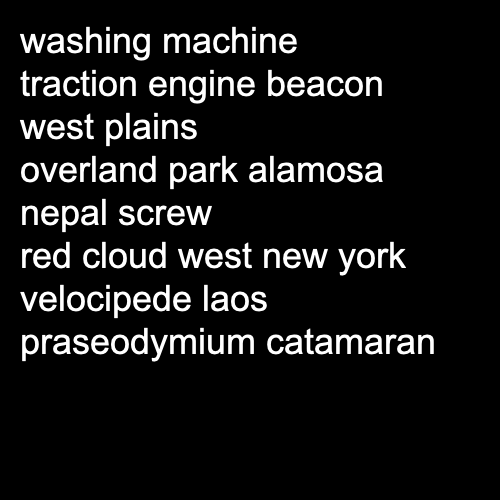 washing machine
traction engine beacon
west plains
overland park alamosa
nepal screw
red cloud west new york
velocipede laos
praseodymium catamaran